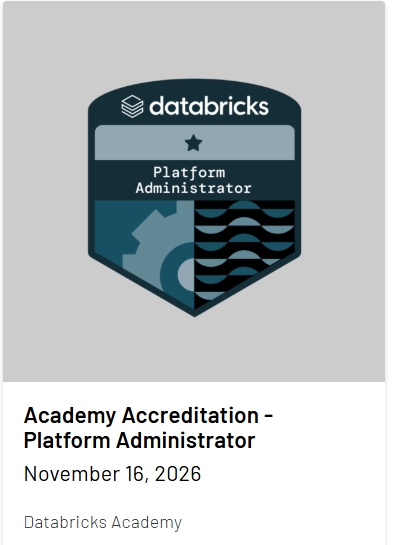 databricks
Platform
Administrator
Academy Accreditation -
Platform Administrator
November 16, 2026
Databricks Academy